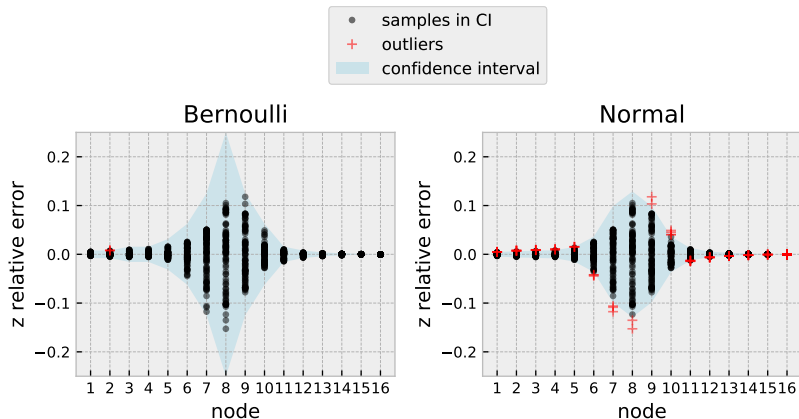 samples in CI
outliers
confidence interval
Bernoulli
Normal
z relative error
0.2
0.1
0.0
−0.1
−0.2
1 2 3 4 5 6 7 8 9 10 11 12 13 14 15 16
node
z relative error
0.2
0.1
0.0
−0.1
−0.2
1 2 3 4 5 6 7 8 9 10 11 12 13 14 15 16
node